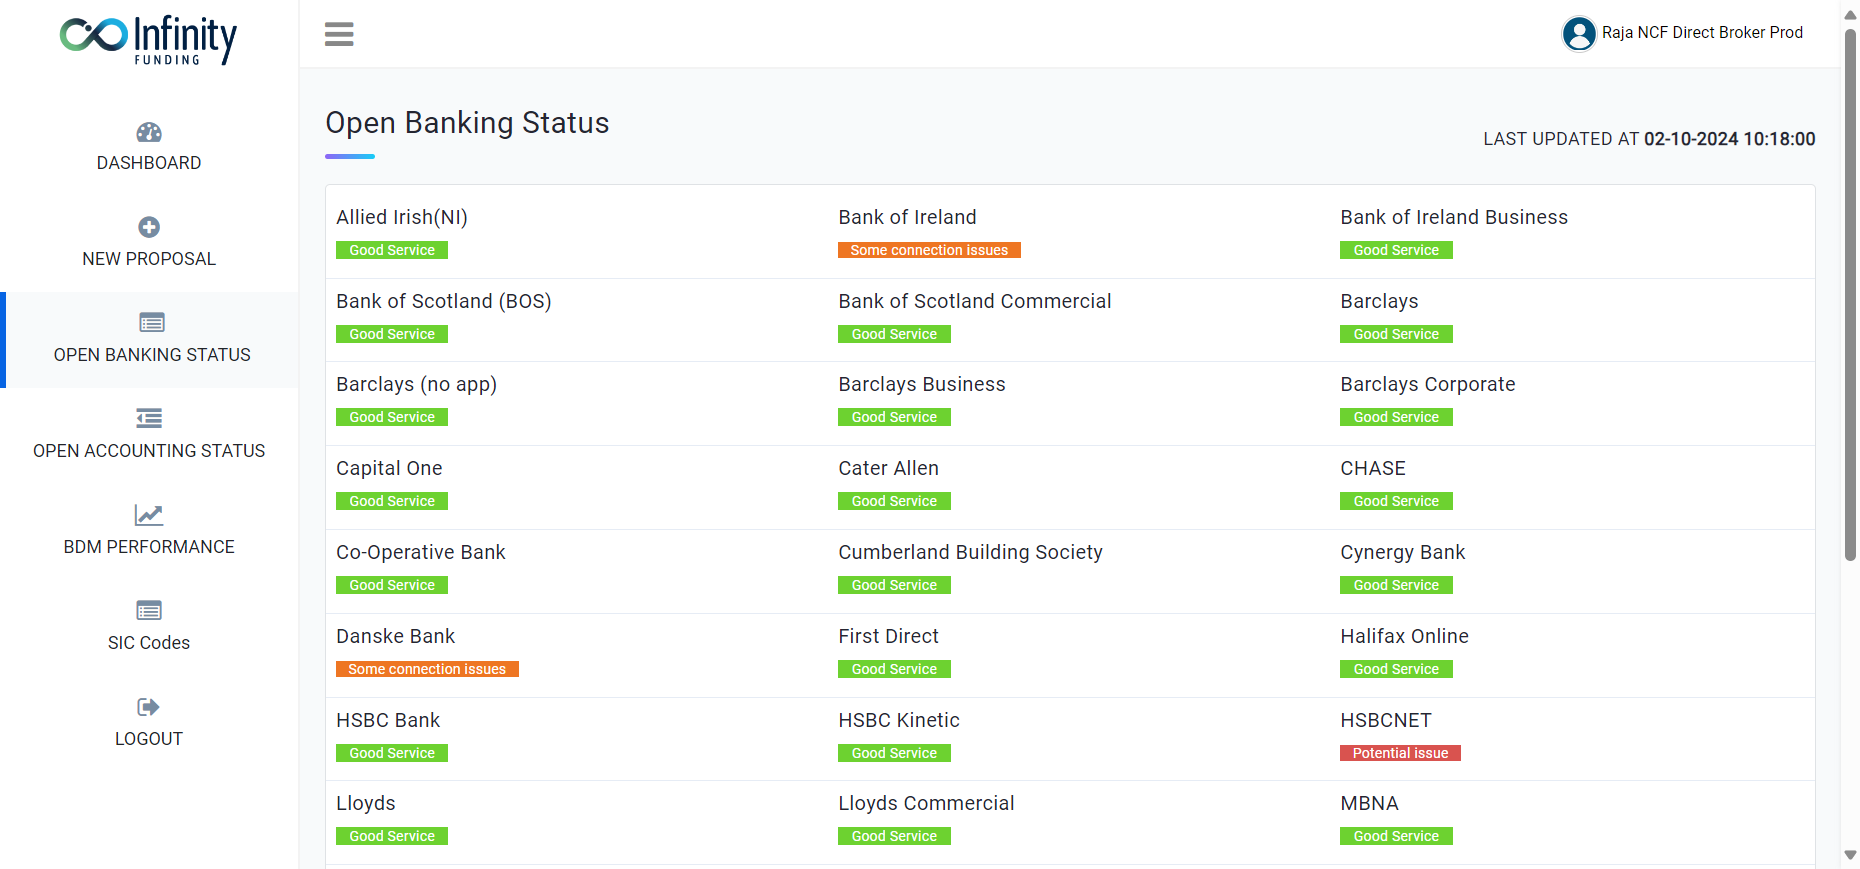 Infinity
FUNDING
Raja NCF Direct Broker Prod
DASHBOARD
NEW PROPOSAL
OPEN BANKING STATUS
OPEN ACCOUNTING STATUS
BDM PERFORMANCE
SIC Codes
LOGOUT
Open Banking Status
LAST UPDATED AT 02-10-2024 10:18:00
Allied Irish(NI)
Good Service
Bank of Ireland
Some connection issues
Bank of Ireland Business
Good Service
Bank of Scotland (BOS)
Good Service
Bank of Scotland Commercial
Good Service
Barclays
Good Service
Barclays (no app)
Good Service
Barclays Business
Good Service
Barclays Corporate
Good Service
Capital One
Good Service
Cater Allen
Good Service
CHASE
Good Service
Co-Operative Bank
Good Service
Cumberland Building Society
Good Service
Cynergy Bank
Good Service
Danske Bank
Some connection issues
First Direct
Good Service
Halifax Online
Good Service
HSBC Bank
Good Service
HSBC Kinetic
Good Service
HSBCNET
Potential issue
Lloyds
Good Service
Lloyds Commercial
Good Service
MBNA
Good Service